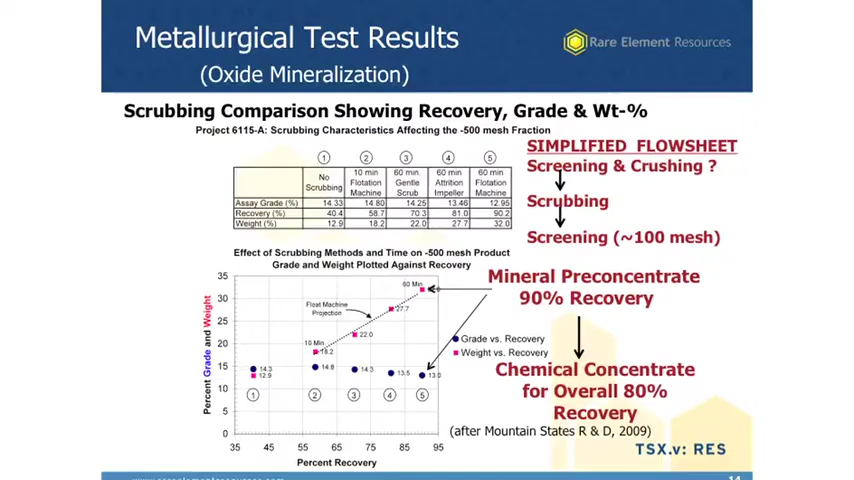 Metallurgical Test Results
Rare Element Resources
(Oxide Mineralization)
Scrubbing Comparison Showing Recovery, Grade & Wt-%
Project 6115-A: Scrubbing Characteristics Affecting the -500 mesh Fraction
1 2 3 4 5
No Scrubbing 10 min Flotation Machine 60 min Gentle Scrub 60 min Attrition Impeller 60 min Flotation Machine
Assay Grade (%) 14.33 14.80 14.25 13.46 12.95
Recovery (%) 40.4 58.7 70.3 81.0 90.2
Weight (%) 12.9 18.2 22.0 27.7 32.0
SIMPLIFIED FLOWSHEET
Screening & Crushing ?
Scrubbing
Screening (~100 mesh)
Mineral Preconcentrate
90% Recovery
Chemical Concentrate
for Overall 80%
Recovery
(after Mountain States R & D, 2009)
Effect of Scrubbing Methods and Time on -500 mesh Product
Grade and Weight Plotted Against Recovery
Percent Grade and Weight
35
30
25
20
15
10
5
0
60 Min
27.7
Float Machine
Projection
22.0
10 Min
18.2
14.3 14.8 14.3 13.5 13.0
12.9
1 2 3 4 5
Grade vs. Recovery
Weight vs. Recovery
35 45 55 65 75 85 95
Percent Recovery
TSX.v: RES
14